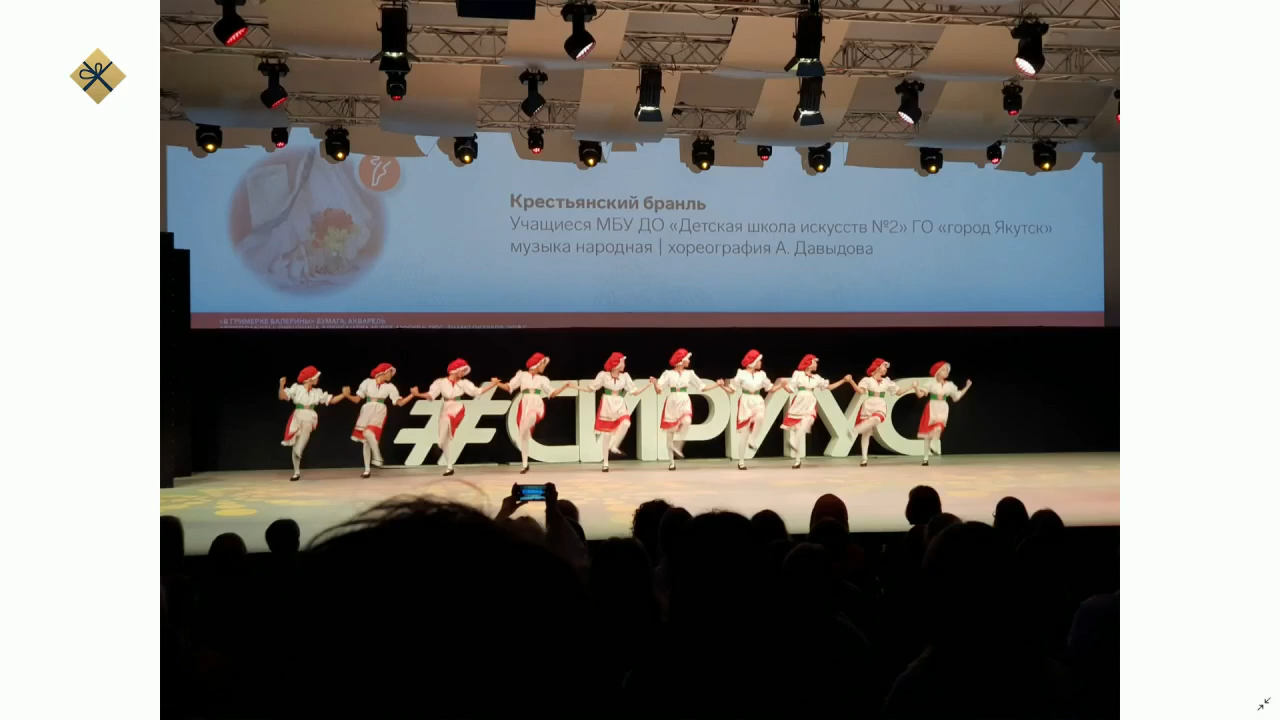 Крестьянский бранль
Учащиеся МБУ ДО «Детская школа искусств №2» ГО «город Якутск»
музыка народная | хореография А. Давыдова
«В ГРИМЕРКЕ БАЛЕРИНЫ» БУМАГА, АКВАРЕЛЬ
#СИРИУС